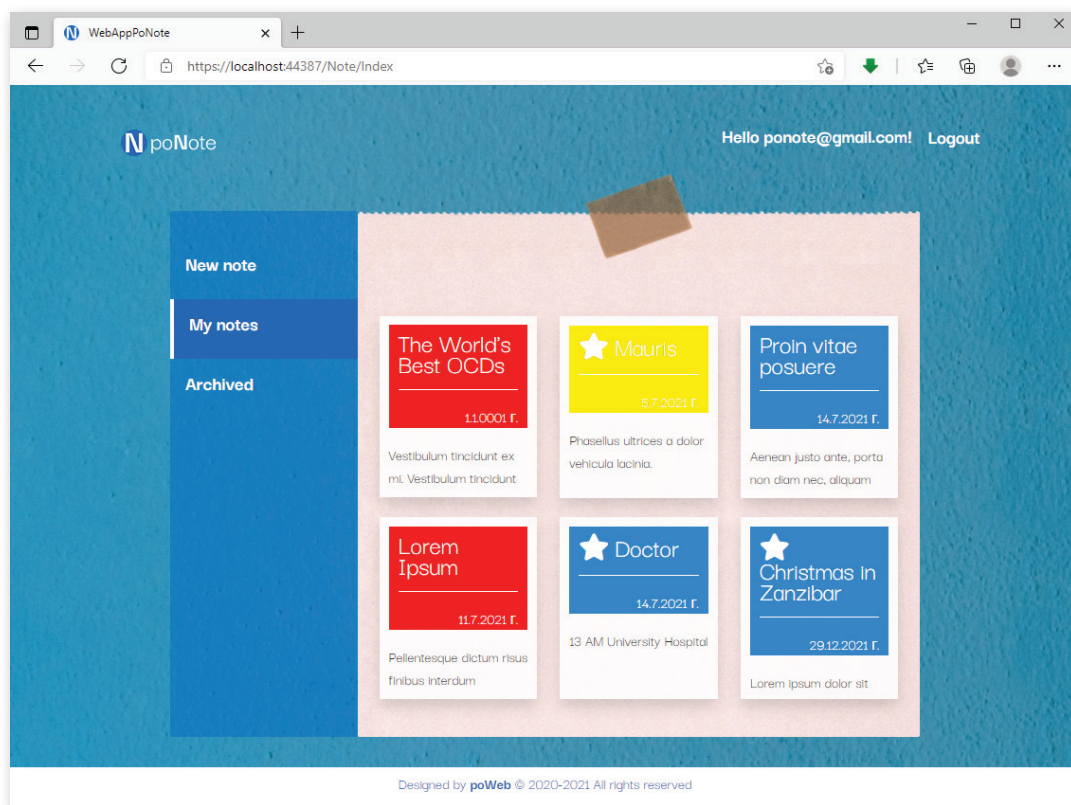 WebAppPoNote
https://localhost:44387/Note/Index
N poNote
Hello ponote@gmail.com! Logout
New note
My notes
Archived
The World's
Best OCDs
1.1.0001 г.
Vestibulum tincidunt ex
mi. Vestibulum tincidunt
Mauris
5.7.2021 г.
Phasellus ultrices a dolor
vehicula lacinia.
Proin vitae
posuere
14.7.2021 г.
Aenean justo ante, porta
non diam nec, aliquam
Lorem
Ipsum
11.7.2021 г.
Pellentesque dictum risus
finibus interdum
Doctor
14.7.2021 г.
13 AM University Hospital
Christmas in
Zanzibar
29.12.2021 г.
Lorem ipsum dolor sit
Designed by poWeb © 2020-2021 All rights reserved